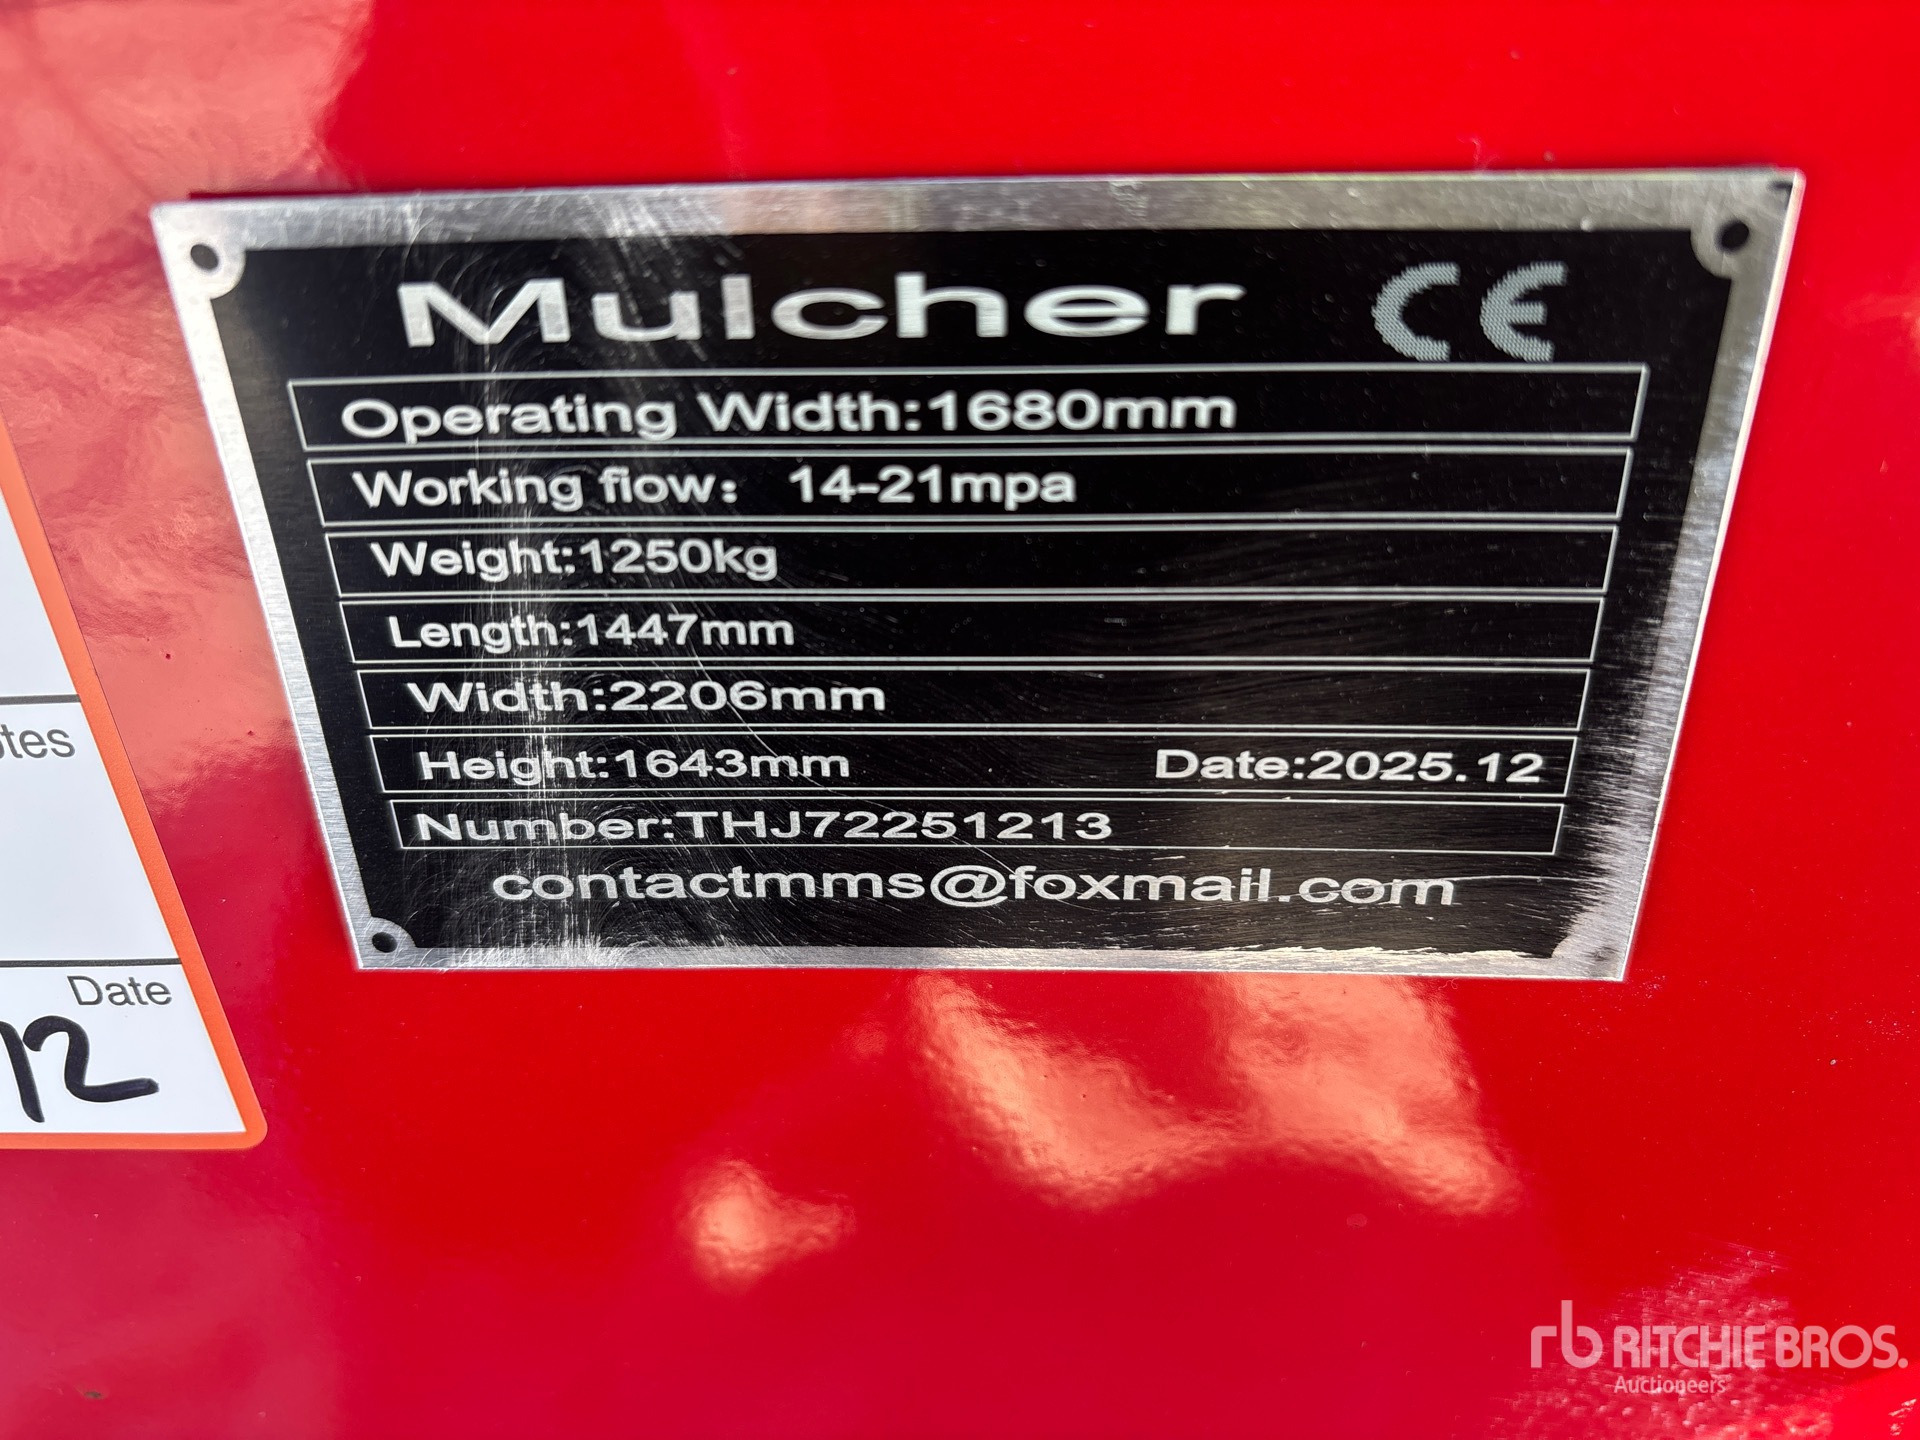 Mulcher CE
Operating Width:1680mm
Working flow: 14-21mpa
Weight:1250kg
Length:1447mm
Width:2206mm
Height:1643mm Date:2025.12
Number:THJ72251213
contactmms@foxmail.com
Date
12
rb RITCHIE BROS.
Auctioneers